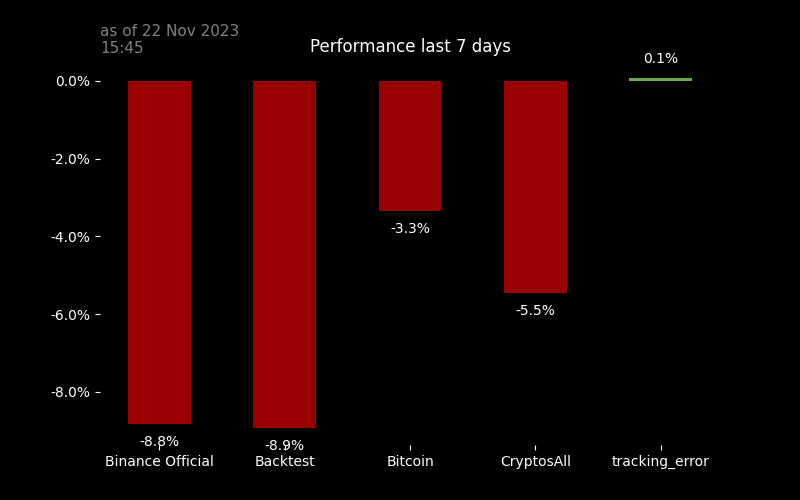 as of 22 Nov 2023
15:45
Performance last 7 days
0.1%
0.0%
-2.0%
-3.3%
-4.0%
-5.5%
-6.0%
-8.0%
-8.8%
-8.9%
Binance Official
Backtest
Bitcoin
CryptosAll
tracking_error